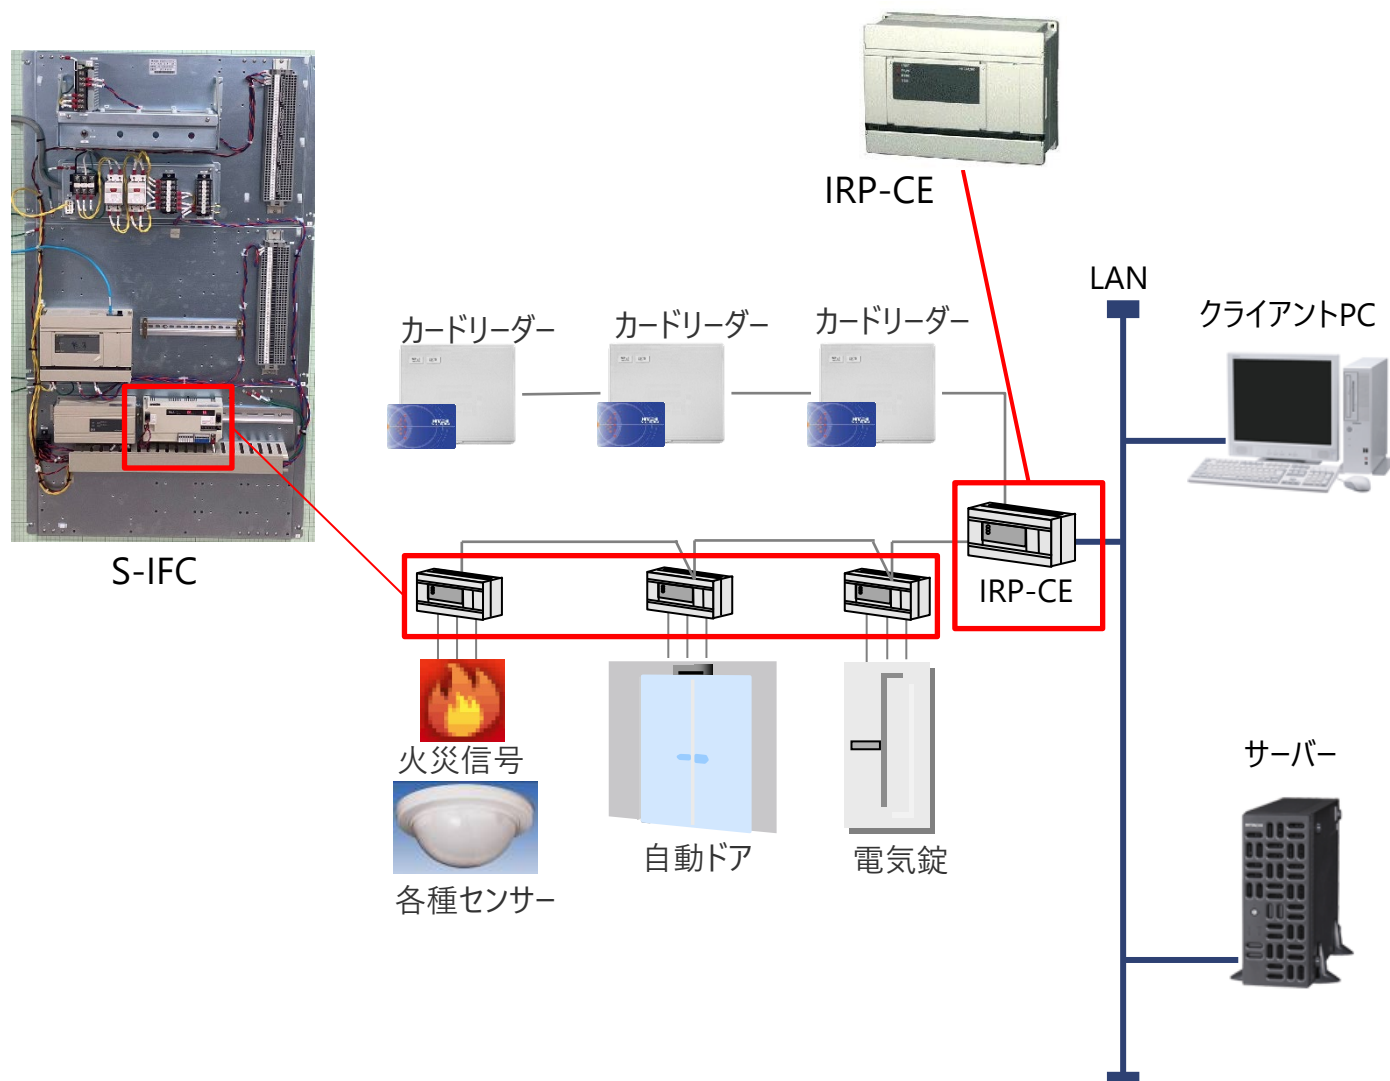 IRP-CE
LAN
クライアントPC
カードリーダー
カードリーダー
カードリーダー
S-IFC
IRP-CE
火災信号
各種センサー
自動ドア
電気錠
サーバー